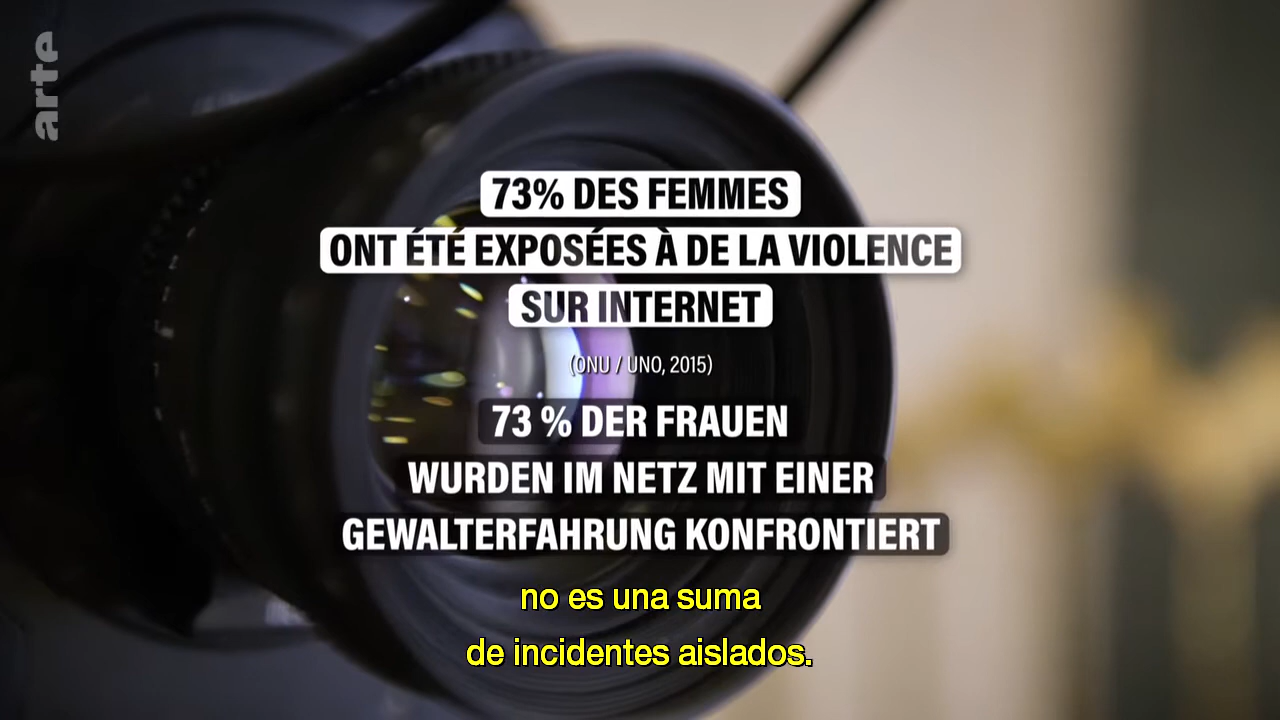 arte
73% DES FEMMES
ONT ÉTÉ EXPOSÉES À DE LA VIOLENCE
SUR INTERNET
(ONU / UNO, 2015)
73 % DER FRAUEN
WURDEN IM NETZ MIT EINER
GEWALTERFAHRUNG KONFRONTIERT
no es una suma
de incidentes aislados.